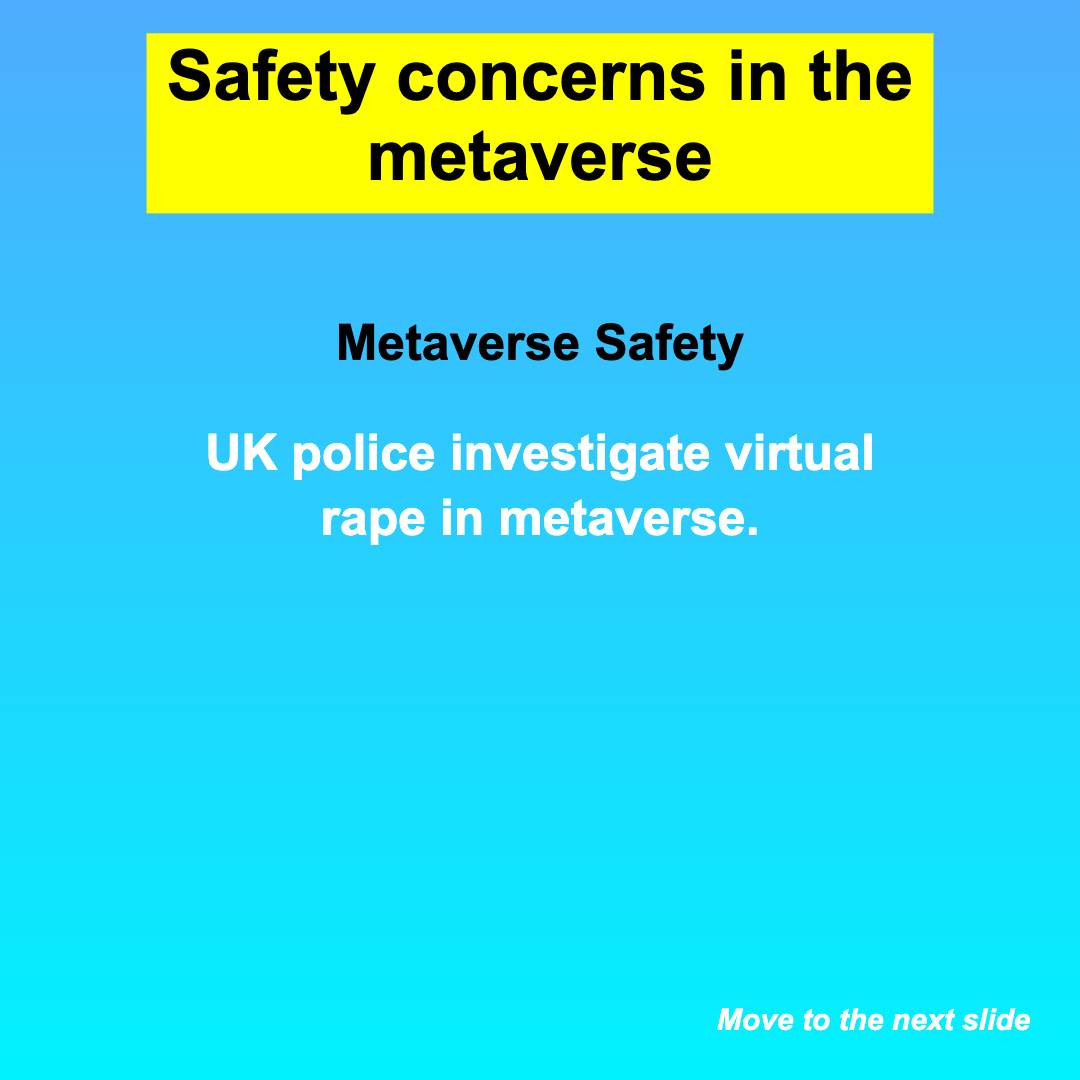 Safety concerns in the
metaverse
Metaverse Safety
UK police investigate virtual
rape in metaverse.
Move to the next slide